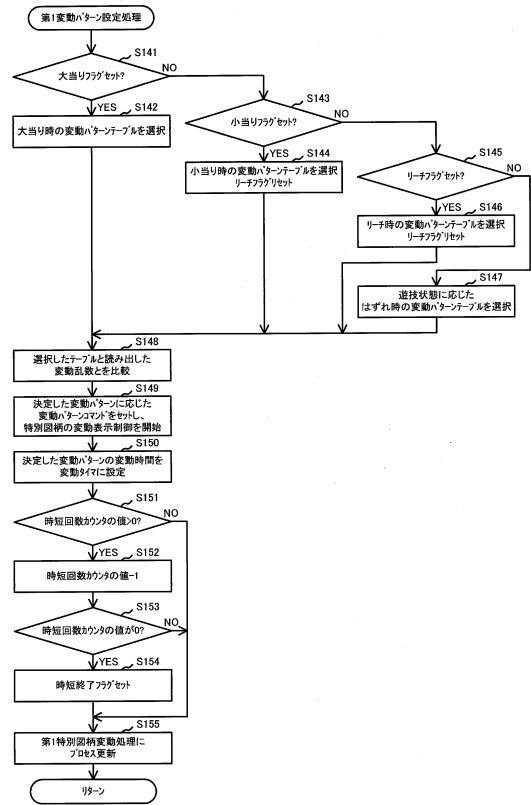 第1変動パターン設定処理
S141
大当りフラグセット?
NO
YES
S142
大当り時の変動パターンテーブルを選択
S143
小当りフラグセット?
NO
YES
S144
小当り時の変動パターンテーブルを選択
リーチフラグリセット
S145
リーチフラグセット?
NO
YES
S146
リーチ時の変動パターンテーブルを選択
リーチフラグリセット
S147
遊技状態に応じた
はずれ時の変動パターンテーブルを選択
S148
選択したテーブルと読み出した
変動乱数とを比較
S149
決定した変動パターンに応じた
変動パターンコマンドをセットし、
特別図柄の変動表示制御を開始
S150
決定した変動パターンの変動時間を
変動タイマに設定
S151
時短回数カウンタの値>0?
NO
YES
S152
時短回数カウンタの値-1
S153
時短回数カウンタの値が0?
NO
YES
S154
時短終了フラグセット
S155
第1特別図柄変動処理に
プロセス更新
リターン